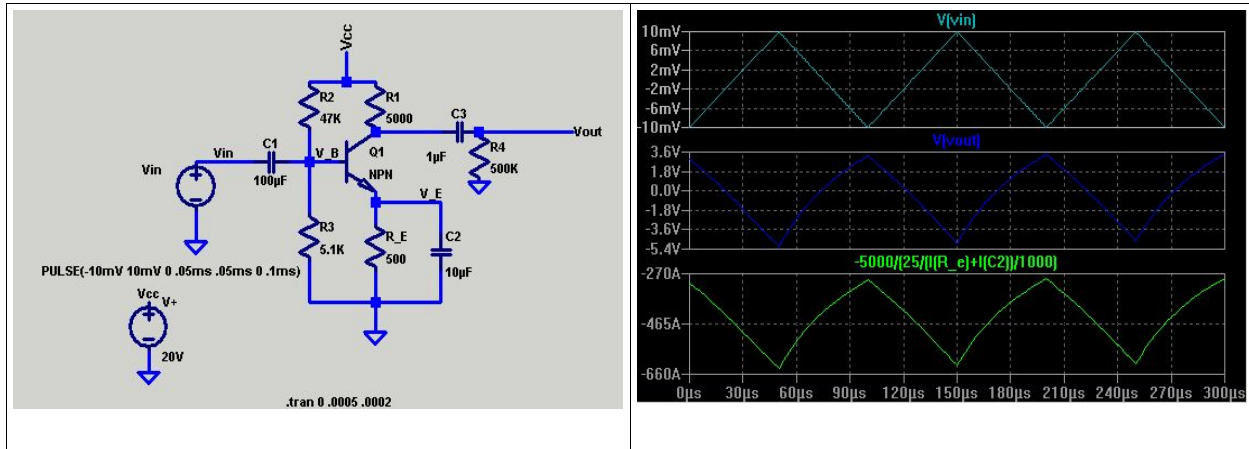 Vcc
R2
47K
R1
5000
C3
1µF
Vout
R4
500K
Vin
Vin
C1
100µF
V_B
Q1
NPN
V_E
R3
5.1K
R_E
500
C2
10µF
PULSE(-10mV 10mV 0 .05ms .05ms 0 .1ms)
Vcc
V+
20V
.tran 0 .0005 .0002
V(vin)
10mV
6mV
2mV
-2mV
-6mV
-10mV
V(vout)
3.6V
1.8V
0.0V
-1.8V
-3.6V
-5.4V
-5000/(25/(I(R_e)+I(C2))/1000)
-270A
-465A
-660A
0µs 30µs 60µs 90µs 120µs 150µs 180µs 210µs 240µs 270µs 300µs